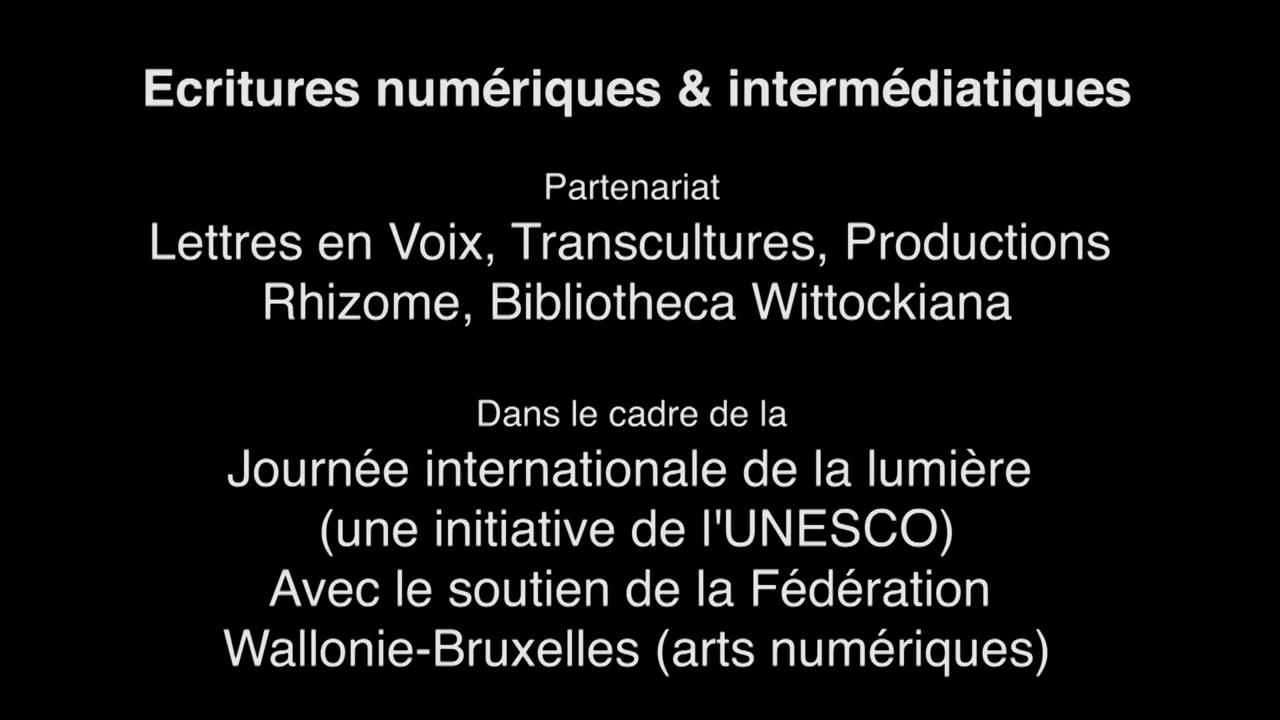 Ecritures numériques & intermédiatiques
Partenariat
Lettres en Voix, Transcultures, Productions
Rhizome, Bibliotheca Wittockiana
Dans le cadre de la
Journée internationale de la lumière
(une initiative de l'UNESCO)
Avec le soutien de la Fédération
Wallonie-Bruxelles (arts numériques)